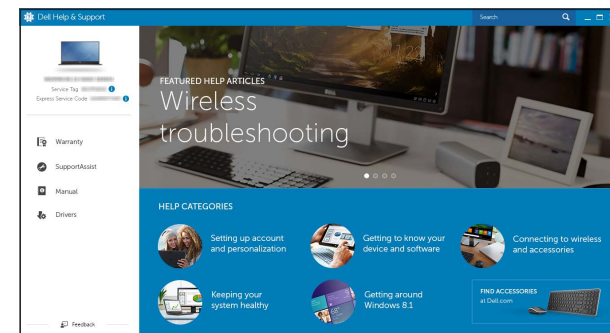 Dell Help & Support
Search
Service Tag
Express Service Code
Warranty
SupportAssist
Manual
Drivers
Feedback
FEATURED HELP ARTICLES
Wireless
troubleshooting
HELP CATEGORIES
Setting up account
and personalization
Getting to know your
device and software
Connecting to wireless
and accessories
Keeping your
system healthy
Getting around
Windows 8.1
FIND ACCESSORIES
at Dell.com